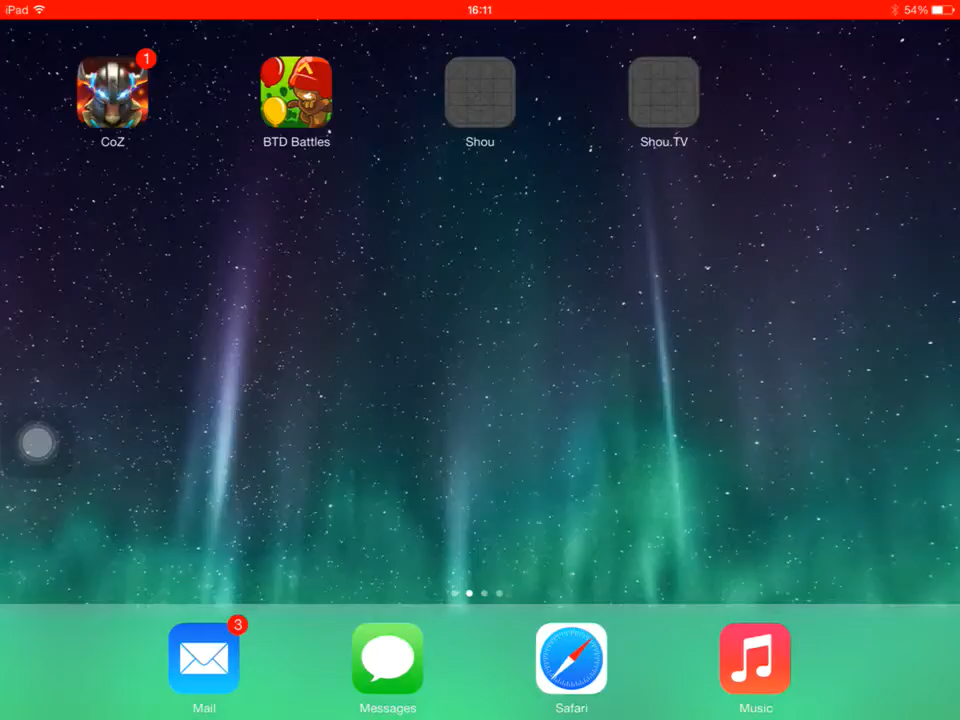 iPad 16:11 54%
1
CoZ BTD Battles Shou Shou.TV
3
Mail Messages Safari Music